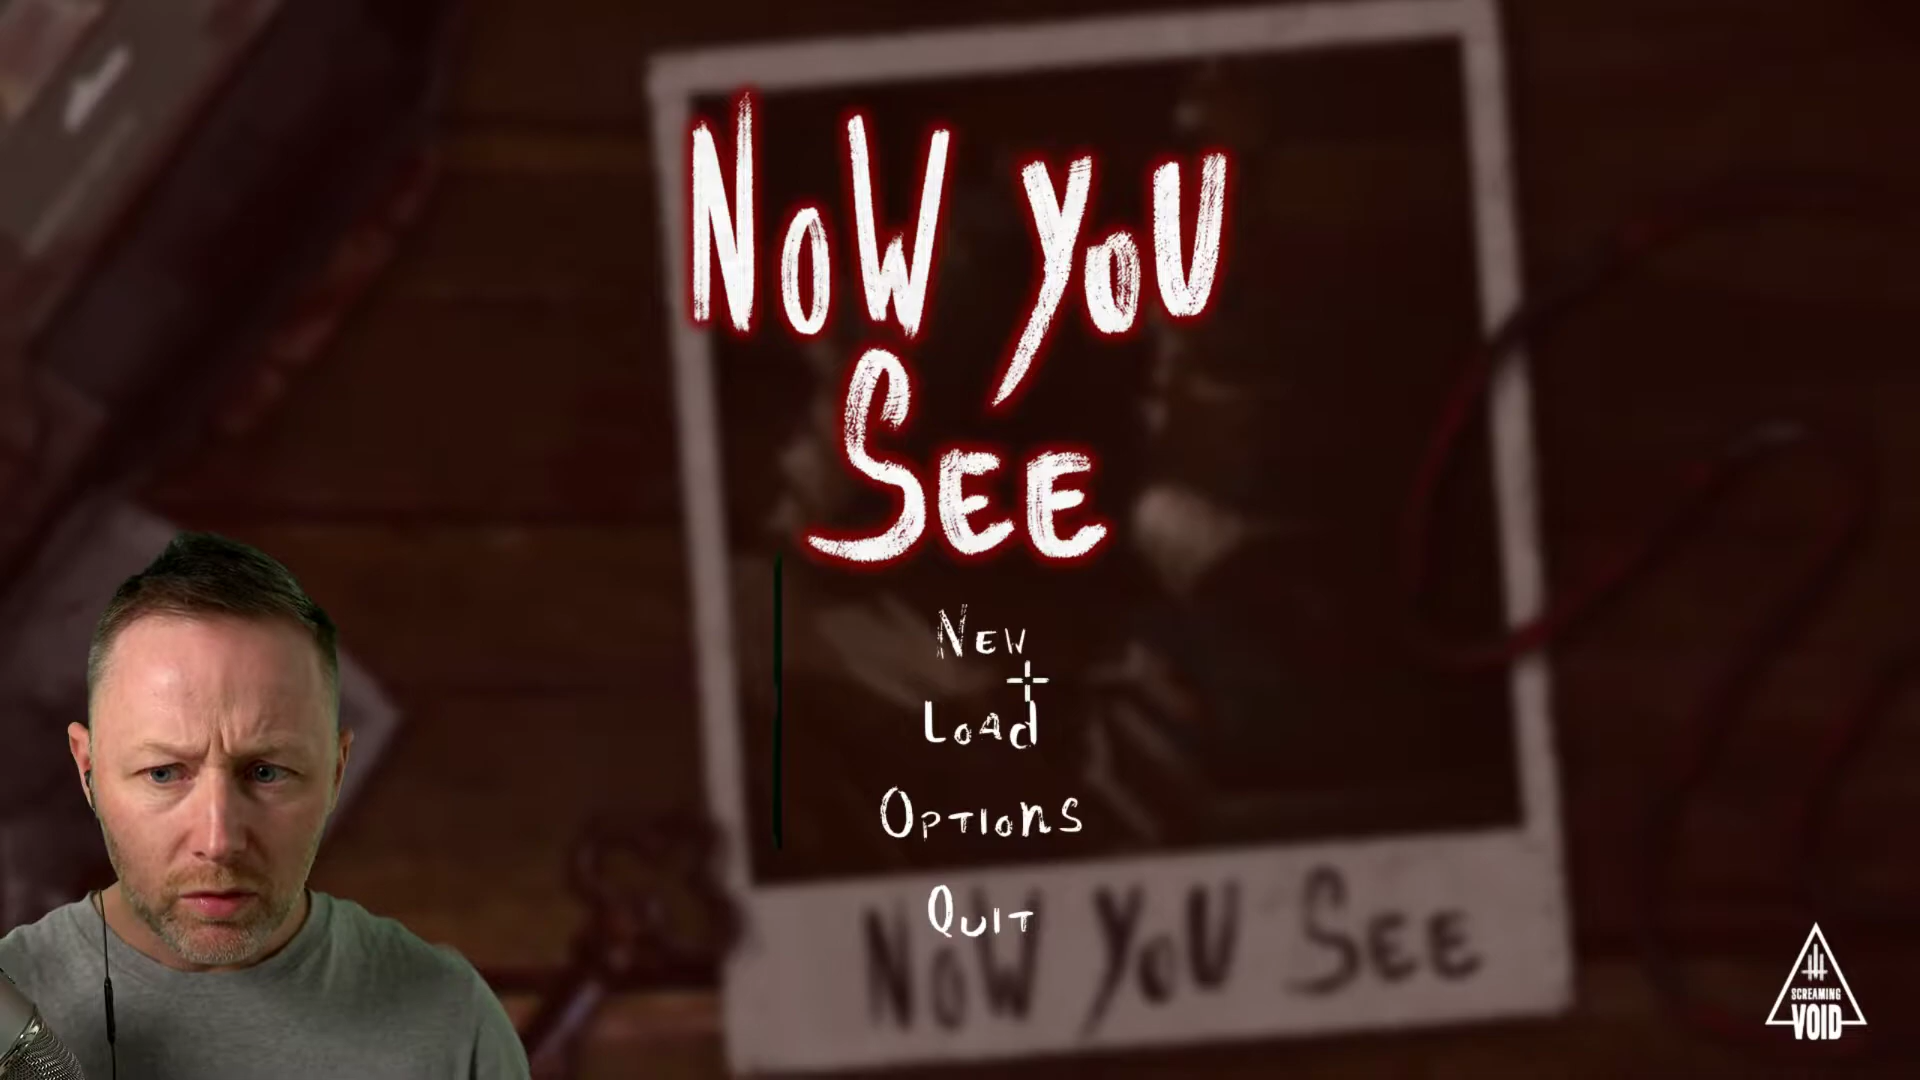 NoW YoU
SEE
NEW
LoAd
OPTIonS
QUIT
NoW YoU SEE
SCREAMING
VOID